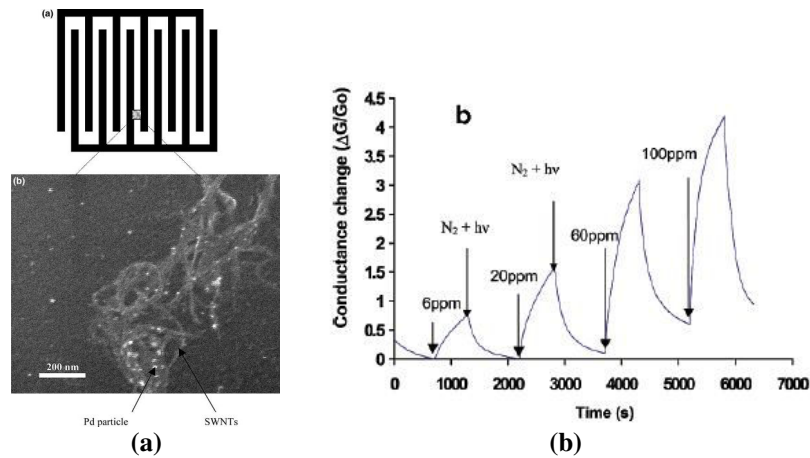 (a)
(b)
200 nm
Pd particle
SWNTs
(a)
b
Conductance change (ΔG/Go)
4.5
4
3.5
3
2.5
2
1.5
1
0.5
0
6ppm
N₂ + hν
20ppm
N₂ + hν
60ppm
100ppm
0 1000 2000 3000 4000 5000 6000 7000
Time (s)
(b)